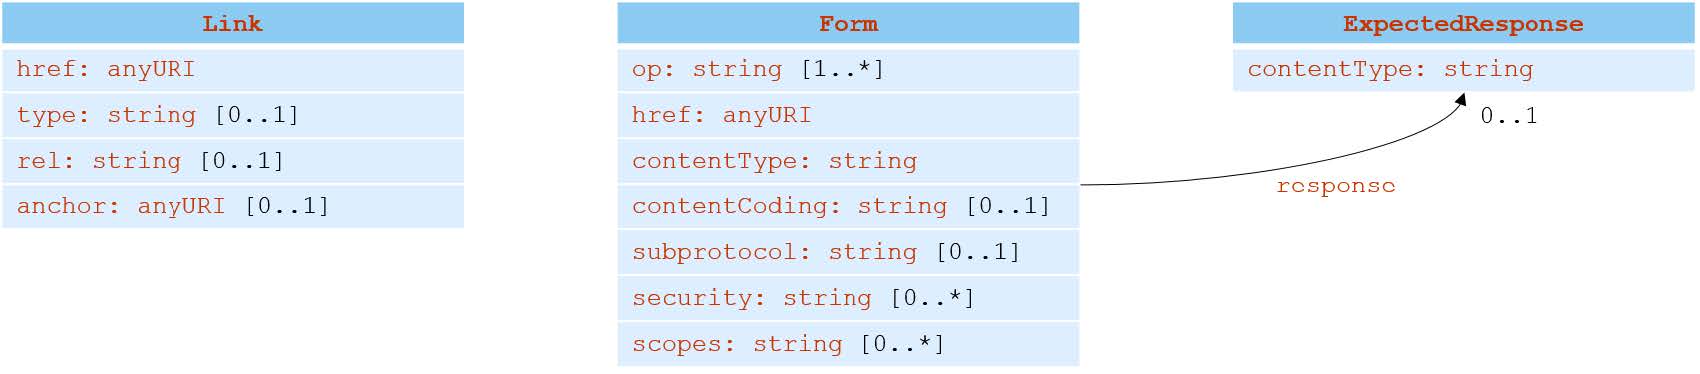 Link
href: anyURI
type: string [0..1]
rel: string [0..1]
anchor: anyURI [0..1]
Form
op: string [1..*]
href: anyURI
contentType: string
contentCoding: string [0..1]
subprotocol: string [0..1]
security: string [0..*]
scopes: string [0..*]
response
ExpectedResponse
contentType: string
0..1